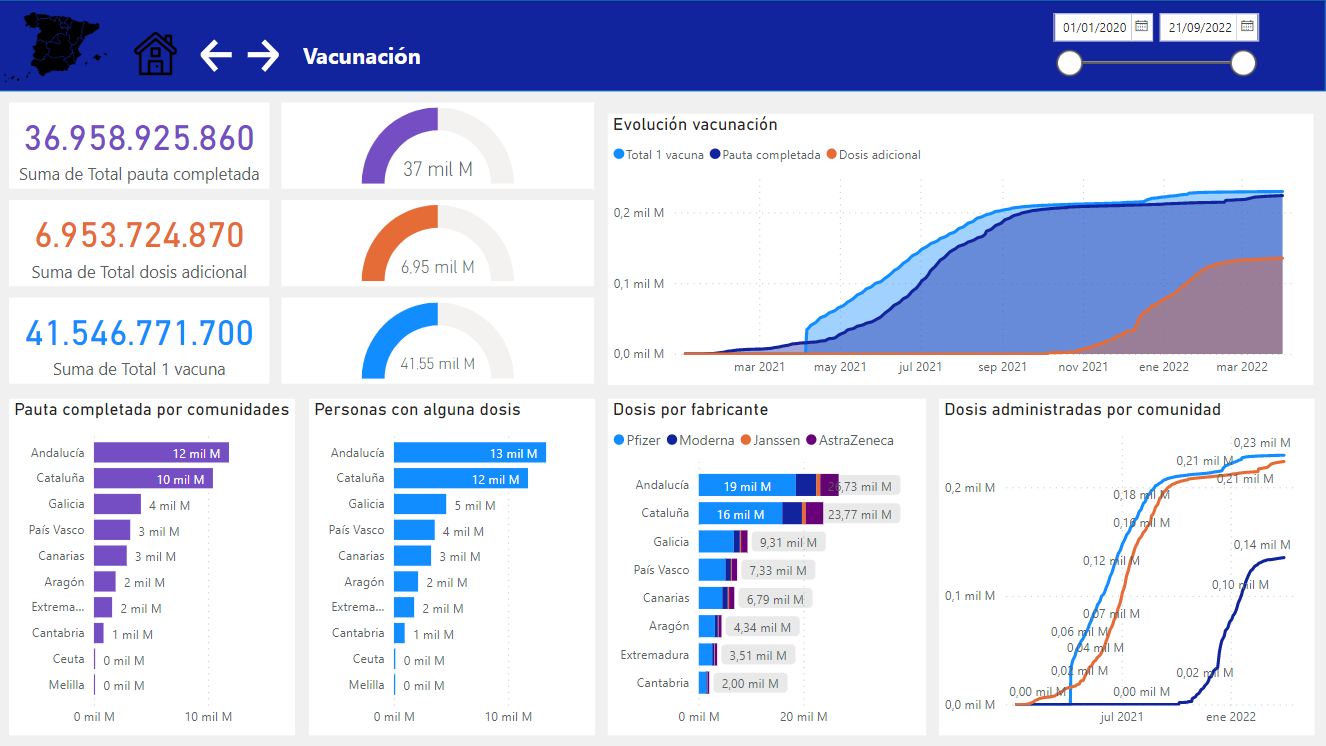 Vacunación
01/01/2020
21/09/2022
36.958.925.860
Suma de Total pauta completada
37 mil M
6.953.724.870
Suma de Total dosis adicional
6,95 mil M
41.546.771.700
Suma de Total 1 vacuna
41,55 mil M
Evolución vacunación
Total 1 vacuna Pauta completada Dosis adicional
0,2 mil M
0,1 mil M
0,0 mil M
mar 2021 may 2021 jul 2021 sep 2021 nov 2021 ene 2022 mar 2022
Pauta completada por comunidades
Andalucía 12 mil M
Cataluña 10 mil M
Galicia 4 mil M
País Vasco 3 mil M
Canarias 3 mil M
Aragón 2 mil M
Extrema... 2 mil M
Cantabria 1 mil M
Ceuta 0 mil M
Melilla 0 mil M
0 mil M 10 mil M
Personas con alguna dosis
Andalucía 13 mil M
Cataluña 12 mil M
Galicia 5 mil M
País Vasco 4 mil M
Canarias 3 mil M
Aragón 2 mil M
Extrema... 2 mil M
Cantabria 1 mil M
Ceuta 0 mil M
Melilla 0 mil M
0 mil M 10 mil M
Dosis por fabricante
Pfizer Moderna Janssen AstraZeneca
Andalucía 19 mil M 26,73 mil M
Cataluña 16 mil M 23,77 mil M
Galicia 9,31 mil M
País Vasco 7,33 mil M
Canarias 6,79 mil M
Aragón 4,34 mil M
Extremadura 3,51 mil M
Cantabria 2,00 mil M
0 mil M 20 mil M
Dosis administradas por comunidad
0,23 mil M
0,21 mil M
0,21 mil M
0,2 mil M
0,18 mil M
0,16 mil M
0,14 mil M
0,12 mil M
0,10 mil M
0,1 mil M
0,07 mil M
0,06 mil M
0,04 mil M
0,02 mil M
0,02 mil M
0,00 mil M
0,00 mil M
0,0 mil M
jul 2021 ene 2022